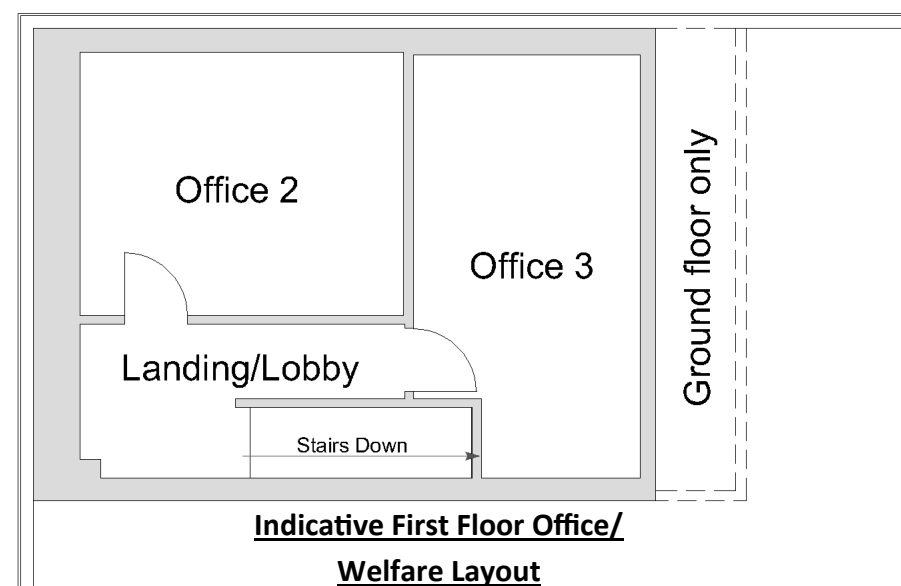 Office 2
Office 3
Ground floor only
Landing/Lobby
Stairs Down
Indicative First Floor Office/
Welfare Layout